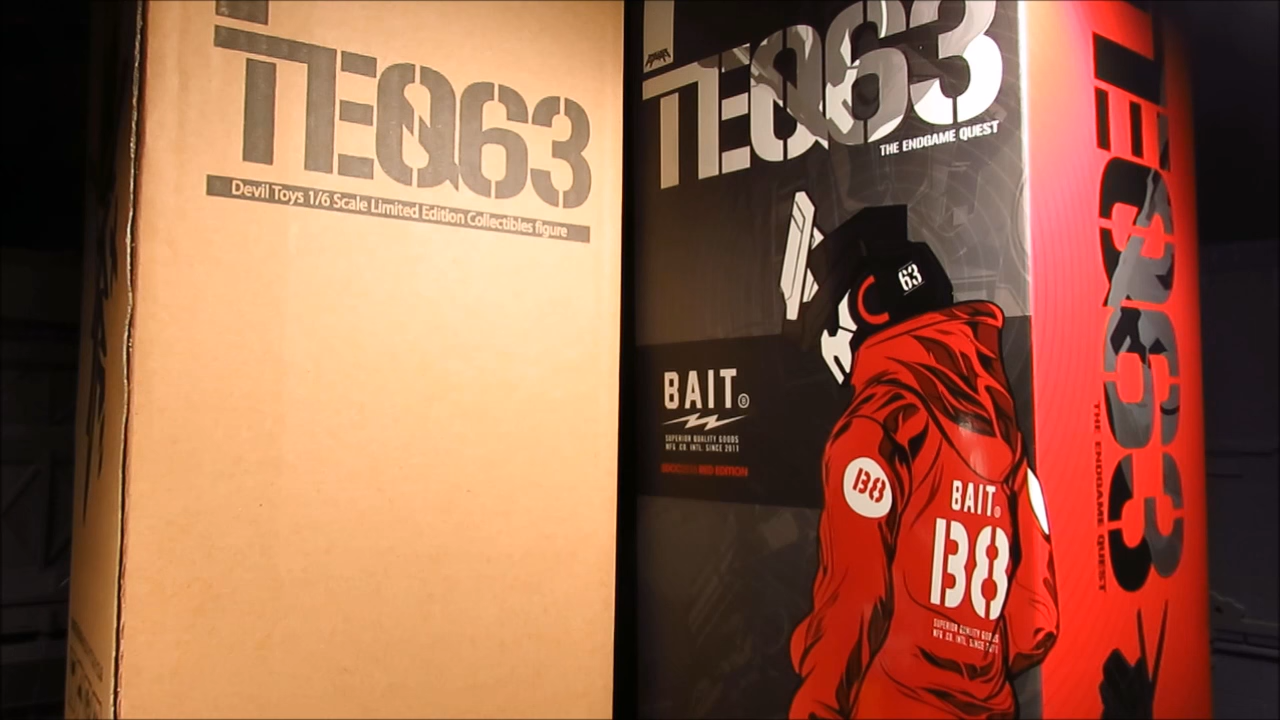 TEQ63
Devil Toys 1/6 Scale Limited Edition Collectibles figure
TEQ63
THE ENDGAME QUEST
63
BAIT®
SUPERIOR QUALITY GOODS
MFG .CO. INTL. SINCE 2011
RED EDITION
B8
BAIT®
B8
SUPERIOR QUALITY GOODS
MFG .CO. INTL. SINCE 2011
TEQ63
THE ENDGAME QUEST